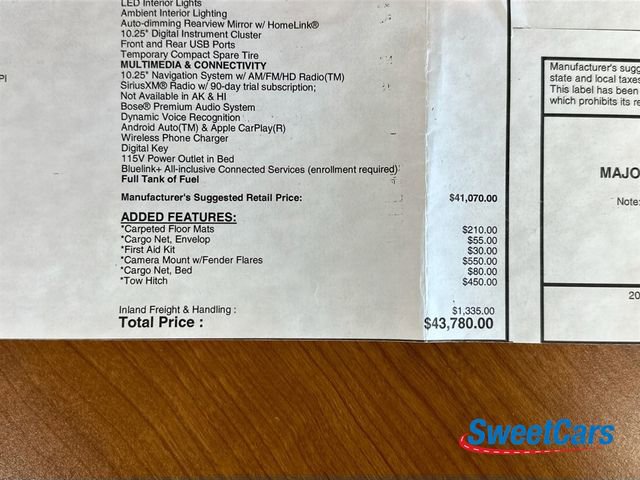 LED Interior Lights
Ambient Interior Lighting
Auto-dimming Rearview Mirror w/ HomeLink®
10.25" Digital Instrument Cluster
Front and Rear USB Ports
Temporary Compact Spare Tire
MULTIMEDIA & CONNECTIVITY
10.25" Navigation System w/ AM/FM/HD Radio(TM)
SiriusXM® Radio w/ 90-day trial subscription;
Not Available in AK & HI
Bose® Premium Audio System
Dynamic Voice Recognition
Android Auto(TM) & Apple CarPlay(R)
Wireless Phone Charger
Digital Key
115V Power Outlet in Bed
Bluelink+ All-inclusive Connected Services (enrollment required)
Full Tank of Fuel
Manufacturer's Suggested Retail Price: $41,070.00
ADDED FEATURES:
*Carpeted Floor Mats $210.00
*Cargo Net, Envelop $55.00
*First Aid Kit $30.00
*Camera Mount w/Fender Flares $550.00
*Cargo Net, Bed $80.00
*Tow Hitch $450.00
Inland Freight & Handling : $1,335.00
Total Price : $43,780.00
PI
Manufacturer's sugg
state and local taxes
This label has been
which prohibits its re
MAJO
Note:
20
SweetCars